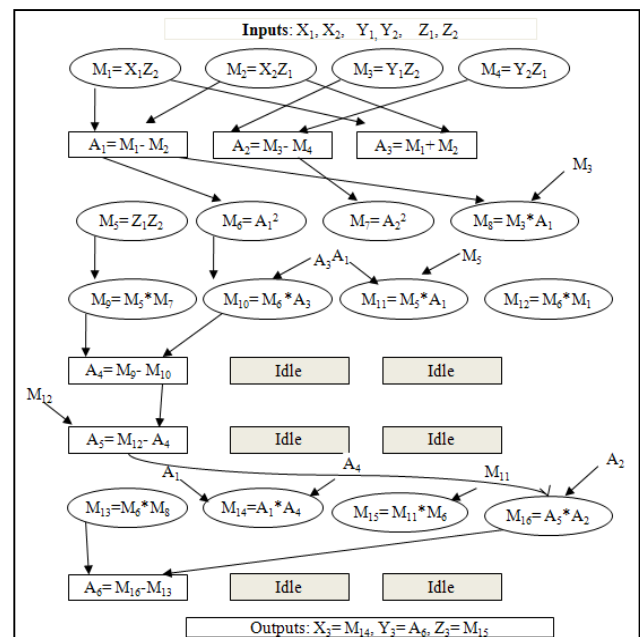 Inputs: X₁, X₂, Y₁, Y₂, Z₁, Z₂
M₁= X₁Z₂ M₂= X₂Z₁ M₃= Y₁Z₂ M₄= Y₂Z₁
A₁= M₁- M₂ A₂= M₃- M₄ A₃= M₁+ M₂
M₃
M₅= Z₁Z₂ M₆= A₁² M₇= A₂² M₈= M₃*A₁
A₃ A₁ M₅
M₉= M₅*M₇ M₁₀= M₆*A₃ M₁₁= M₅*A₁ M₁₂= M₆*M₁
A₄= M₉- M₁₀ Idle Idle
M₁₂
A₅= M₁₂- A₄ Idle Idle
A₁ A₄ M₁₁ A₂
M₁₃=M₆*M₈ M₁₄=A₁*A₄ M₁₅= M₁₁*M₆ M₁₆= A₅*A₂
A₆= M₁₆-M₁₃ Idle Idle
Outputs: X₃= M₁₄, Y₃= A₆, Z₃= M₁₅